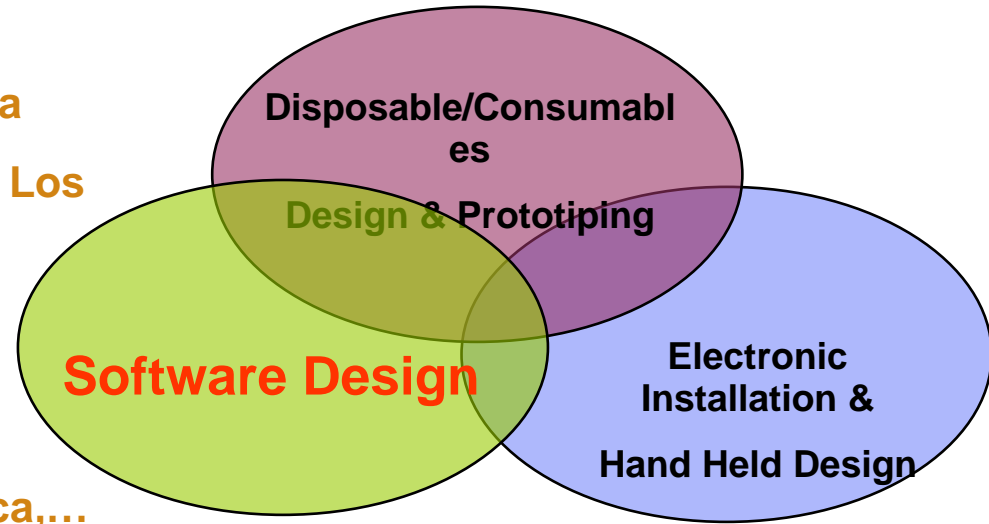 a
Los
ca,…
Disposable/Consumabl
es
Design & Prototiping
Software Design
Electronic
Installation &
Hand Held Design